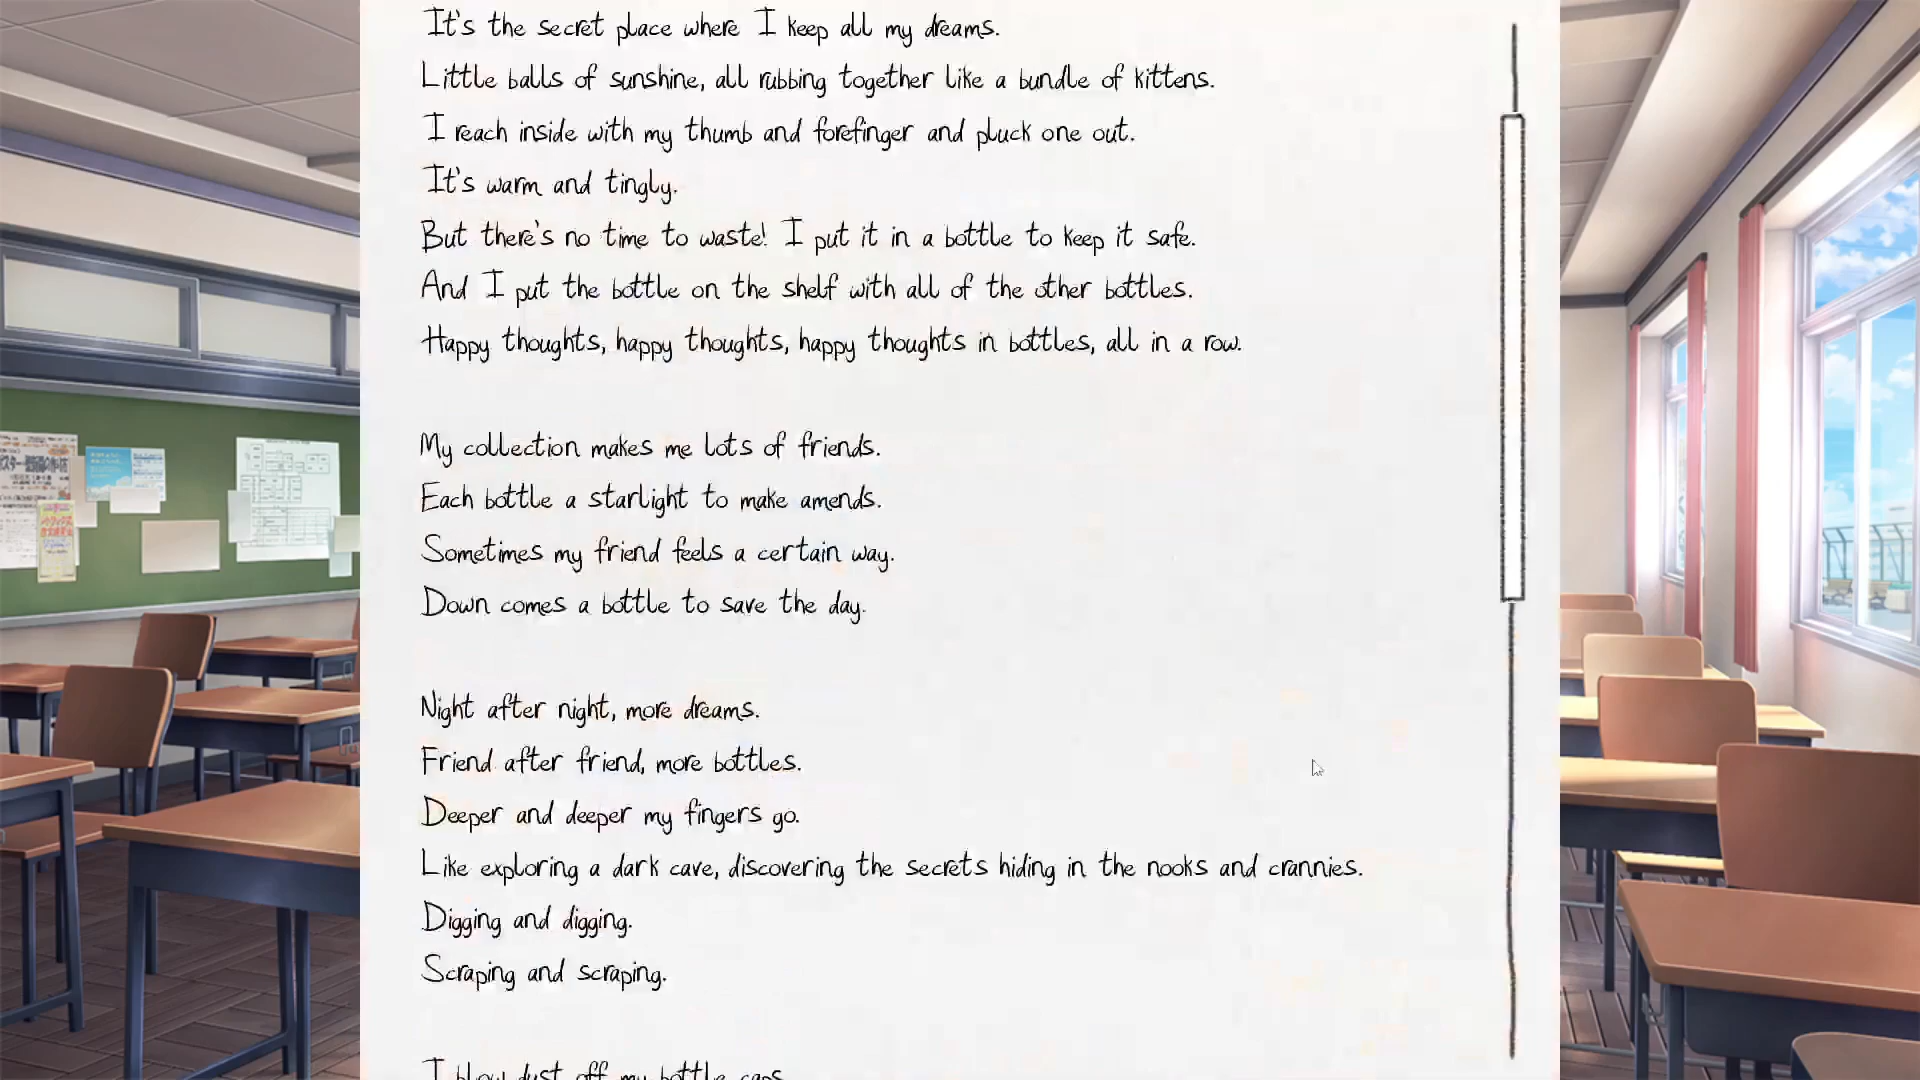 It's the secret place where I keep all my dreams.
Little balls of sunshine, all rubbing together like a bundle of kittens.
I reach inside with my thumb and forefinger and pluck one out.
It's warm and tingly.
But there's no time to waste! I put it in a bottle to keep it safe.
And I put the bottle on the shelf with all of the other bottles.
Happy thoughts, happy thoughts, happy thoughts in bottles, all in a row.
My collection makes me lots of friends.
Each bottle a starlight to make amends.
Sometimes my friend feels a certain way.
Down comes a bottle to save the day.
Night after night, more dreams.
Friend after friend, more bottles.
Deeper and deeper my fingers go.
Like exploring a dark cave, discovering the secrets hiding in the nooks and crannies.
Digging and digging.
Scraping and scraping.
I blow dust off my bottle caps